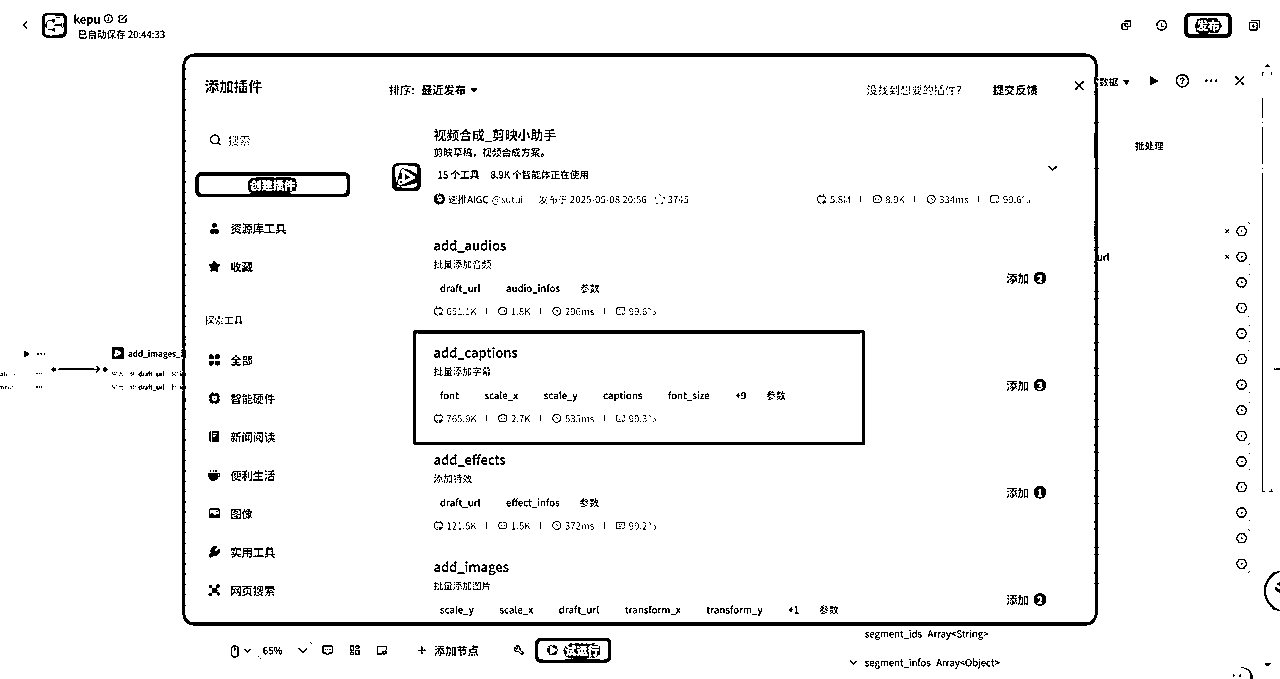 kepu
已自动保存 20:44:33
发布
添加插件
排序: 最近发布
没找到想要的插件?
提交反馈
搜索
创建插件
资源库工具
收藏
探索工具
全部
智能硬件
新闻阅读
便利生活
图像
实用工具
网页搜索
视频合成_剪映小助手
剪映草稿，视频合成方案。
15 个工具 8.9K 个智能体正在使用
速推AIGC @sutui 发布于 2025-05-08 20:56 3745
5.8M 8.9K 334ms 99.6%
add_audios
批量添加音频
draft_url audio_infos 参数
651.1K 1.5K 296ms 99.6%
添加 2
add_captions
批量添加字幕
font scale_x scale_y captions font_size +9 参数
765.9K 2.7K 535ms 99.3%
添加 3
add_effects
添加特效
draft_url effect_infos 参数
121.6K 1.5K 372ms 99.2%
添加 1
add_images
批量添加图片
scale_y scale_x draft_url transform_x transform_y +1 参数
添加 2
数据
批处理
url
add_images_
draft_url
draft_url
65%
添加节点
试运行
segment_ids Array<String>
segment_infos Array<Object>